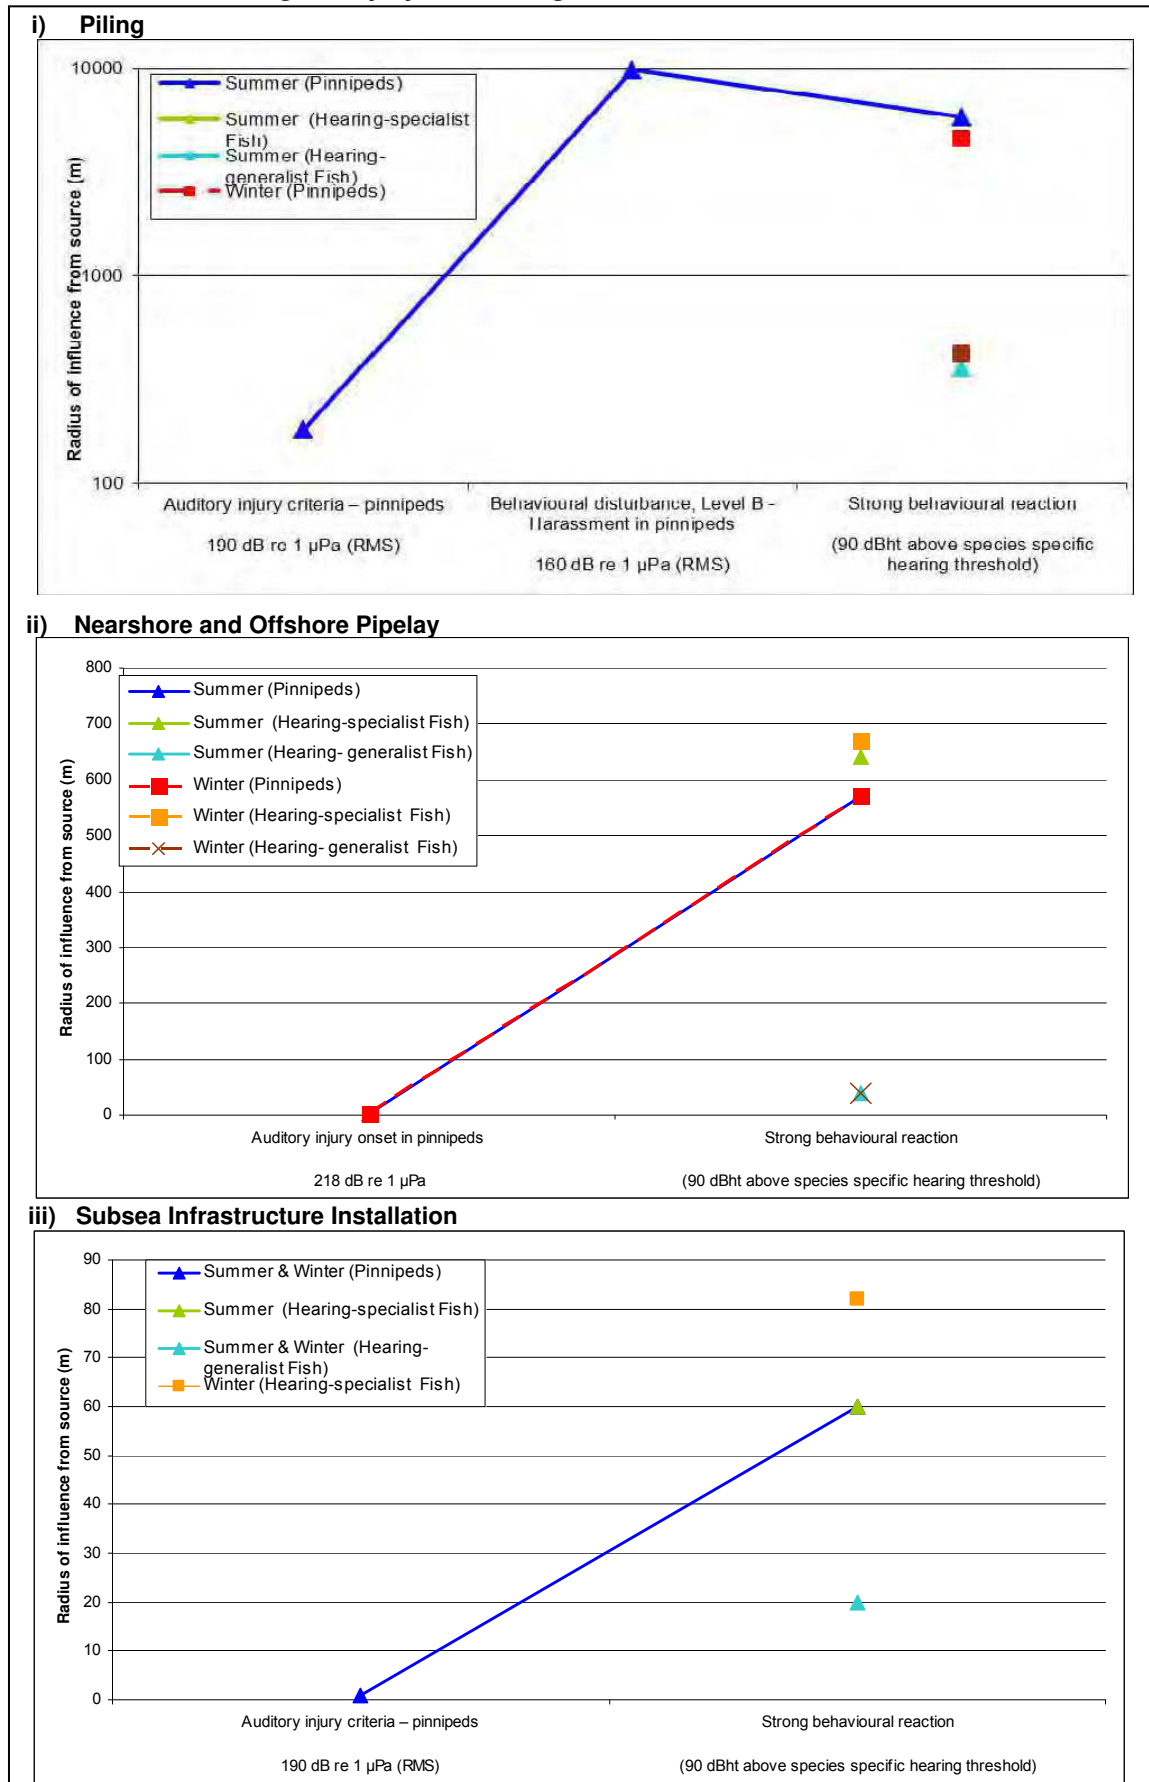 i) Piling
10000
1000
100
Radius of influence from source (m)
Summer (Pinnipeds)
Summer (Hearing-specialist
Fish)
Summer (Hearing-
generalist Fish)
Winter (Pinnipeds)
Auditory injury criteria – pinnipeds
190 dB re 1 µPa (RMS)
Behavioural disturbance, Level B -
Harassment in pinnipeds
160 dB re 1 µPa (RMS)
Strong behavioural reaction
(90 dBht above species specific
hearing threshold)
ii) Nearshore and Offshore Pipelay
800
700
600
500
400
300
200
100
0
Radius of influence from source (m)
Summer (Pinnipeds)
Summer (Hearing-specialist Fish)
Summer (Hearing- generalist Fish)
Winter (Pinnipeds)
Winter (Hearing-specialist Fish)
Winter (Hearing- generalist Fish)
Auditory injury onset in pinnipeds
218 dB re 1 µPa
Strong behavioural reaction
(90 dBht above species specific hearing threshold)
iii) Subsea Infrastructure Installation
90
80
70
60
50
40
30
20
10
0
Radius of influence from source (m)
Summer & Winter (Pinnipeds)
Summer (Hearing-specialist Fish)
Summer & Winter (Hearing-
generalist Fish)
Winter (Hearing-specialist Fish)
Auditory injury criteria – pinnipeds
190 dB re 1 µPa (RMS)
Strong behavioural reaction
(90 dBht above species specific hearing threshold)